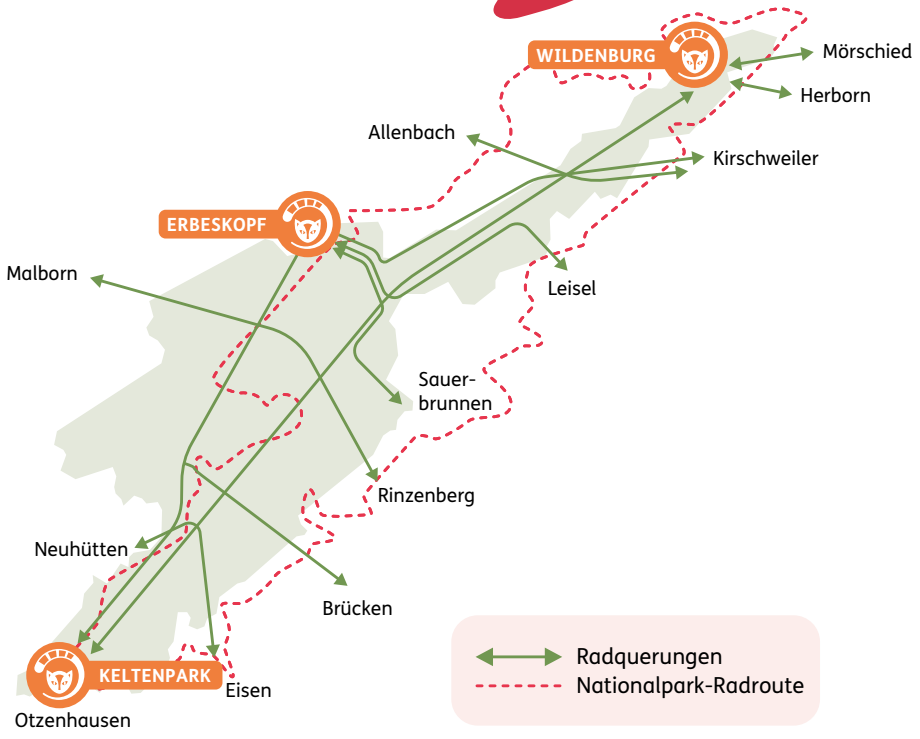 WILDENBURG
Mörschied
Herborn
Allenbach
Kirschweiler
ERBESKOPF
Malborn
Leisel
Sauer-
brunnen
Rinzenberg
Neuhütten
Brücken
KELTENPARK
Eisen
Otzenhausen
Radquerungen
Nationalpark-Radroute